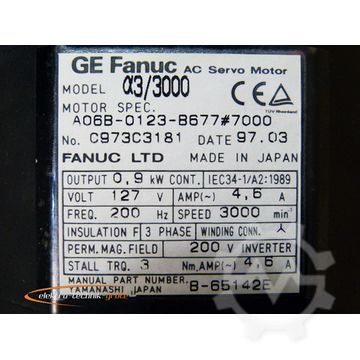 GE Fanuc AC Servo Motor
MODEL α3/3000
MOTOR SPEC.
A06B-0123-B677#7000
No. C973C3181 DATE 97.03
FANUC LTD MADE IN JAPAN
OUTPUT 0,9 kW CONT. IEC34-1/A2:1989
VOLT 127 V AMP(~) 4,6 A
FREQ. 200 Hz SPEED 3000 min⁻¹
INSULATION F 3 PHASE WINDING CONN. ⅄
PERM.MAG.FIELD 200 V INVERTER
STALL TRQ. 3 Nm,AMP(~) 4,6 A
MANUAL PART NUMBER B-65142E
YAMANASHI JAPAN
elektro-technik-